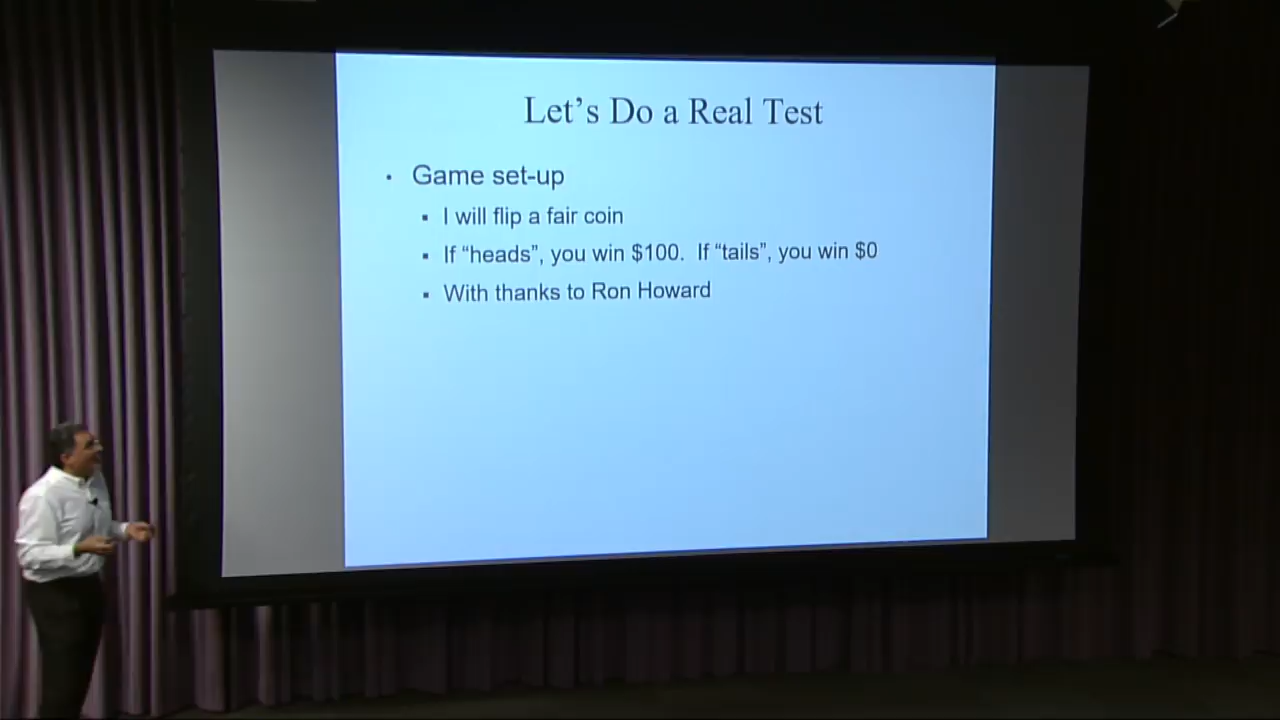 Let’s Do a Real Test
• Game set-up
▪ I will flip a fair coin
▪ If “heads”, you win $100. If “tails”, you win $0
▪ With thanks to Ron Howard